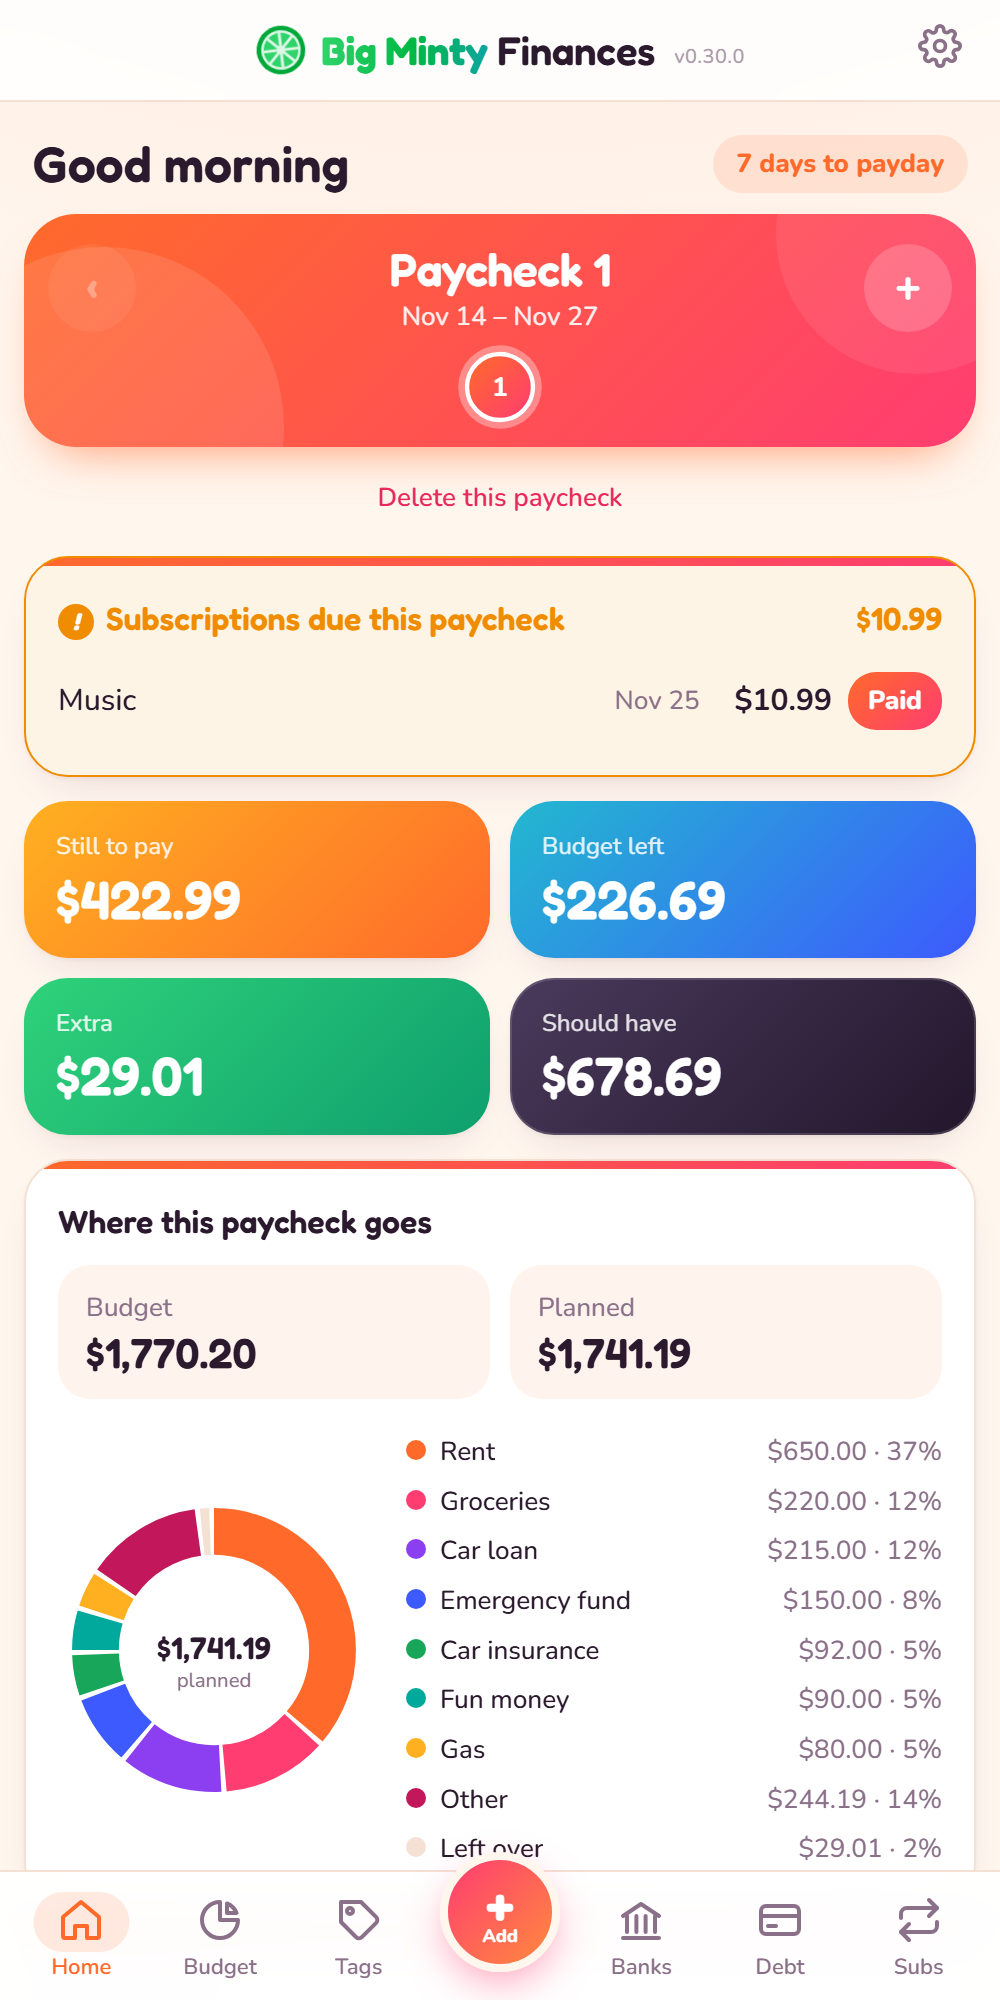 Big Minty Finances v0.30.0
Good morning
7 days to payday
‹
Paycheck 1
+
Nov 14 – Nov 27
1
Delete this paycheck
! Subscriptions due this paycheck $10.99
Music Nov 25 $10.99 Paid
Still to pay
$422.99
Budget left
$226.69
Extra
$29.01
Should have
$678.69
Where this paycheck goes
Budget
$1,770.20
Planned
$1,741.19
$1,741.19
planned
Rent $650.00 · 37%
Groceries $220.00 · 12%
Car loan $215.00 · 12%
Emergency fund $150.00 · 8%
Car insurance $92.00 · 5%
Fun money $90.00 · 5%
Gas $80.00 · 5%
Other $244.19 · 14%
Left over $29.01 · 2%
Home
Budget
Tags
+
Add
Banks
Debt
Subs